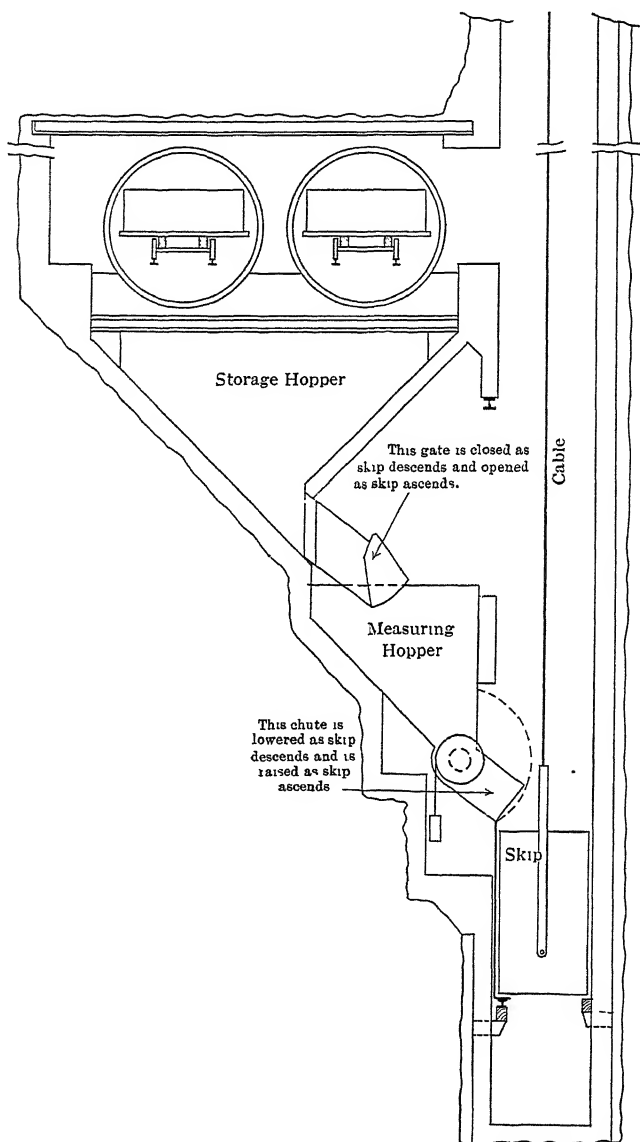 Storage Hopper
This gate is closed as
skip descends and opened
as skip ascends.
Cable
Measuring
Hopper
This chute is
lowered as skip
descends and is
raised as skip
ascends
Skip